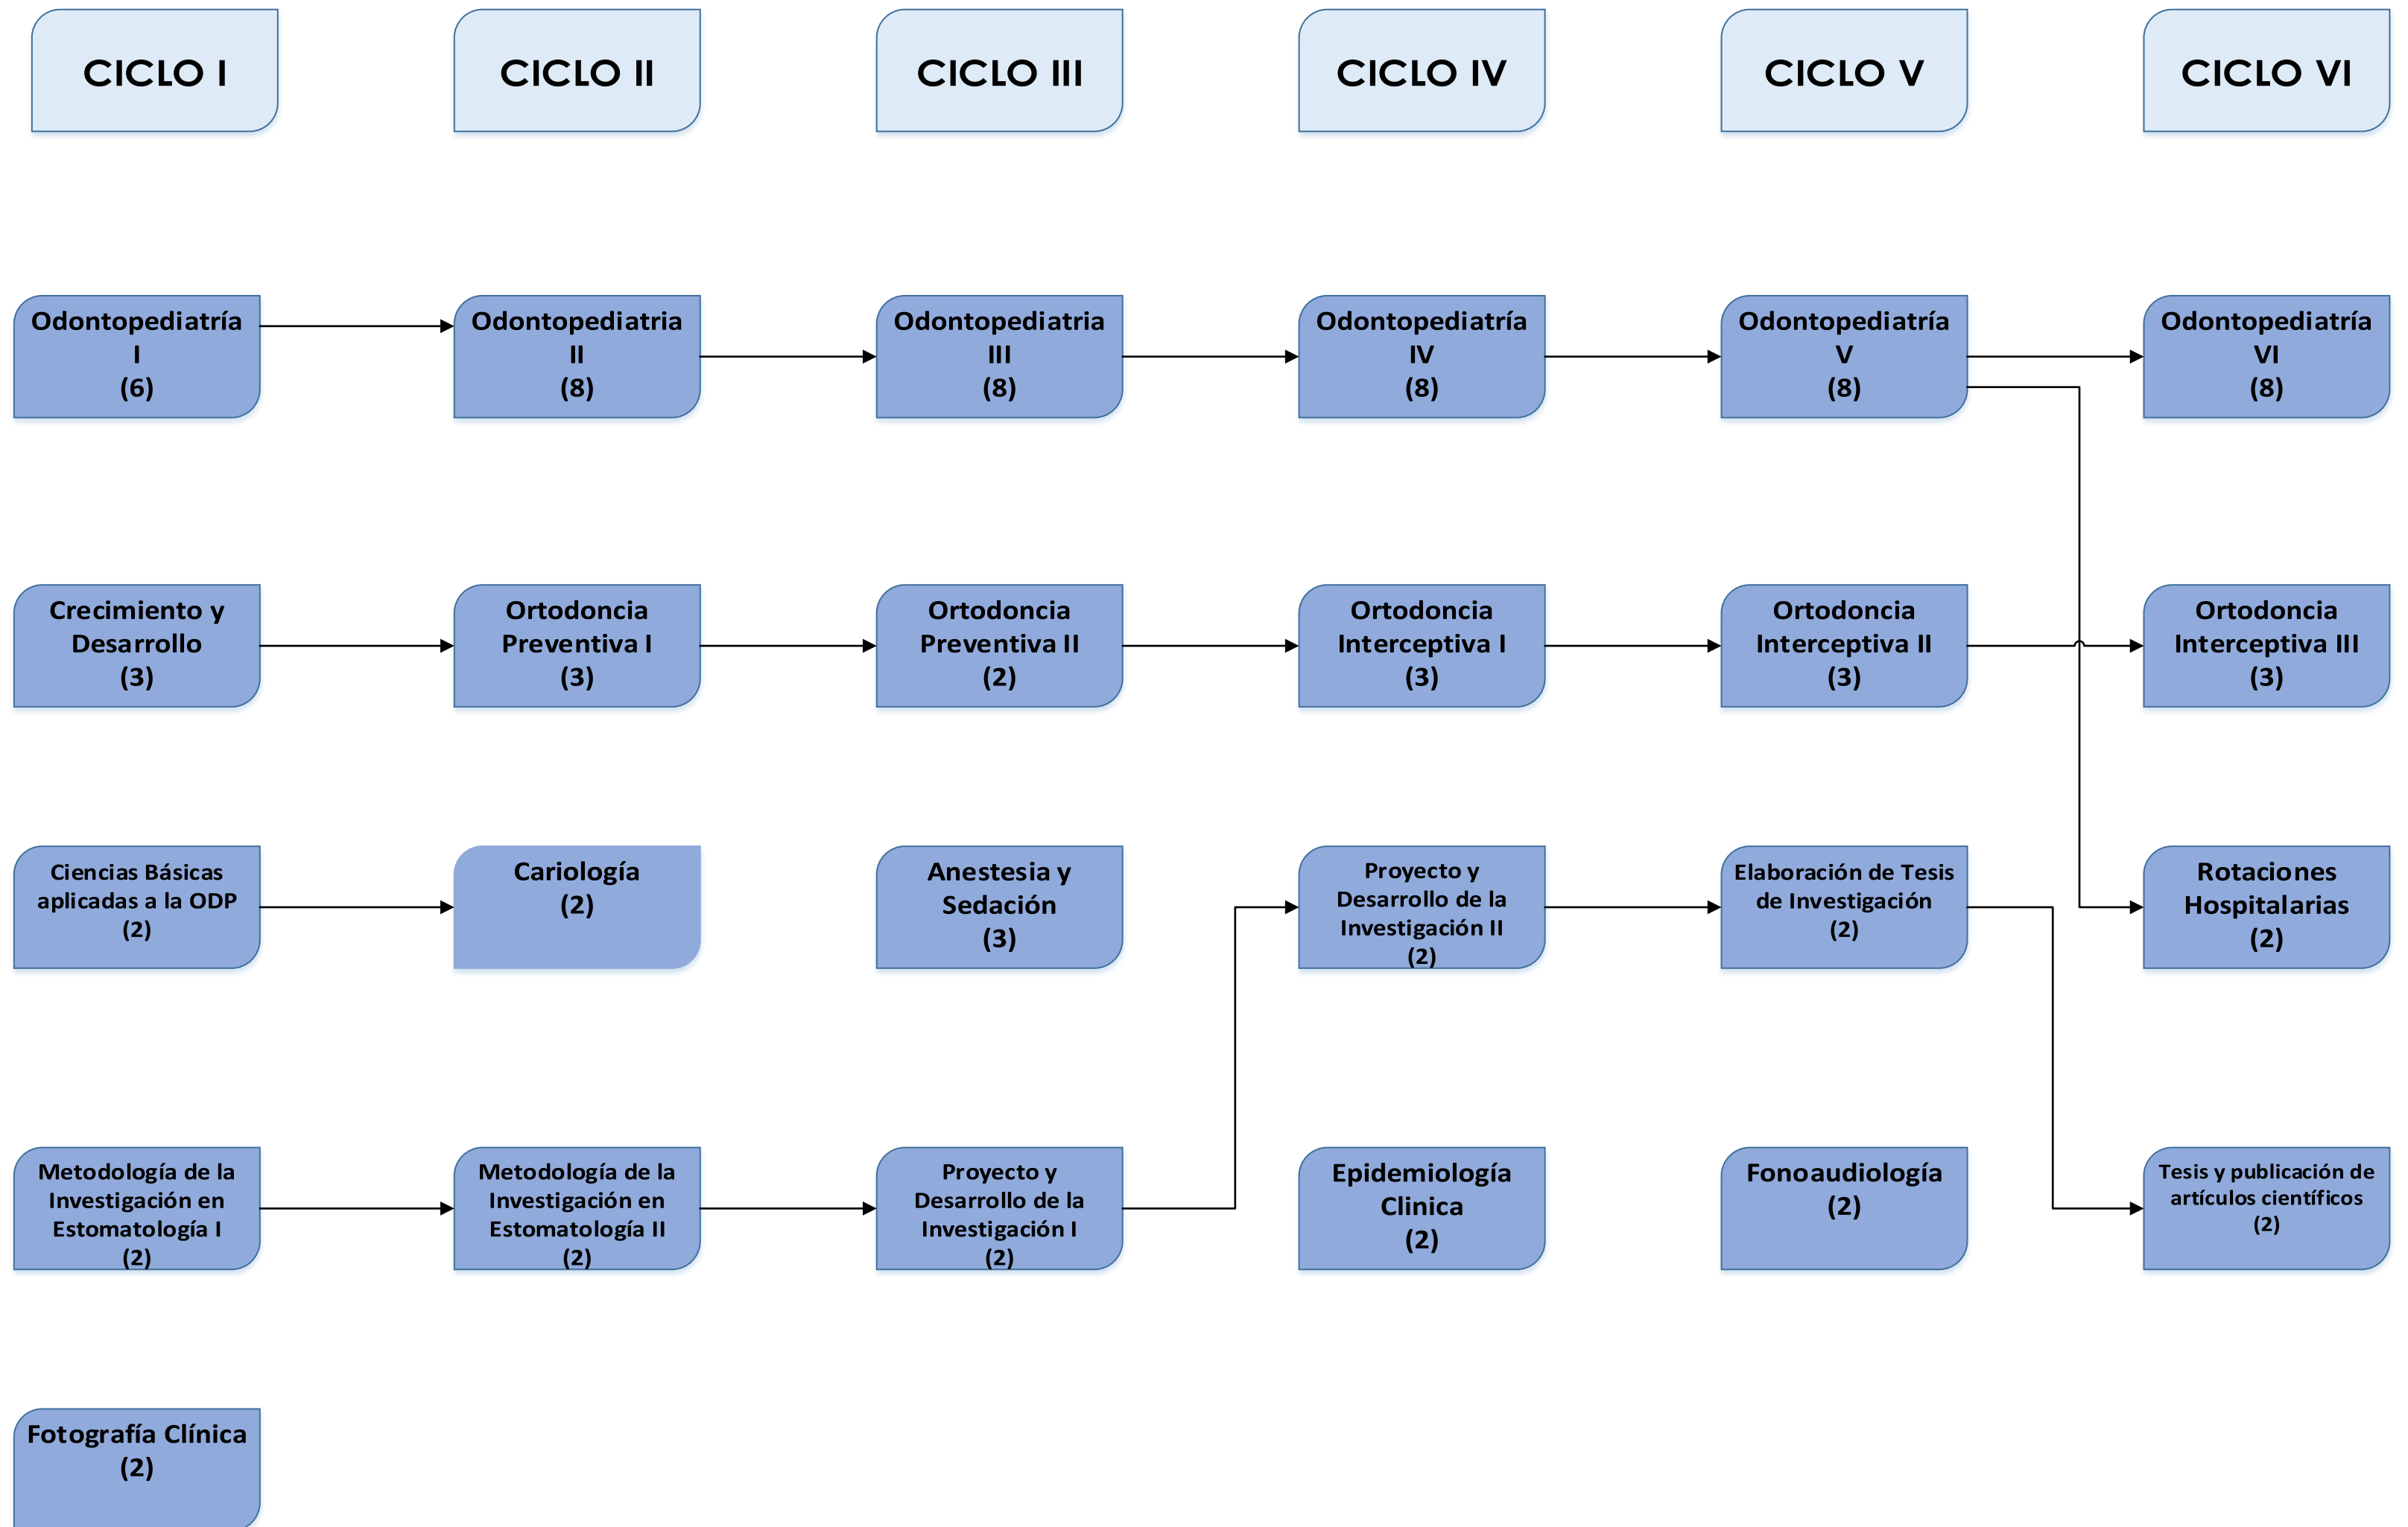 CICLO I
CICLO II
CICLO III
CICLO IV
CICLO V
CICLO VI
Odontopediatría
I
(6)
Odontopediatria
II
(8)
Odontopediatria
III
(8)
Odontopediatría
IV
(8)
Odontopediatría
V
(8)
Odontopediatría
VI
(8)
Crecimiento y
Desarrollo
(3)
Ortodoncia
Preventiva I
(3)
Ortodoncia
Preventiva II
(2)
Ortodoncia
Interceptiva I
(3)
Ortodoncia
Interceptiva II
(3)
Ortodoncia
Interceptiva III
(3)
Ciencias Básicas
aplicadas a la ODP
(2)
Cariología
(2)
Anestesia y
Sedación
(3)
Proyecto y
Desarrollo de la
Investigación II
(2)
Elaboración de Tesis
de Investigación
(2)
Rotaciones
Hospitalarias
(2)
Metodología de la
Investigación en
Estomatología I
(2)
Metodología de la
Investigación en
Estomatología II
(2)
Proyecto y
Desarrollo de la
Investigación I
(2)
Epidemiología
Clinica
(2)
Fonoaudiología
(2)
Tesis y publicación de
artículos científicos
(2)
Fotografía Clínica
(2)